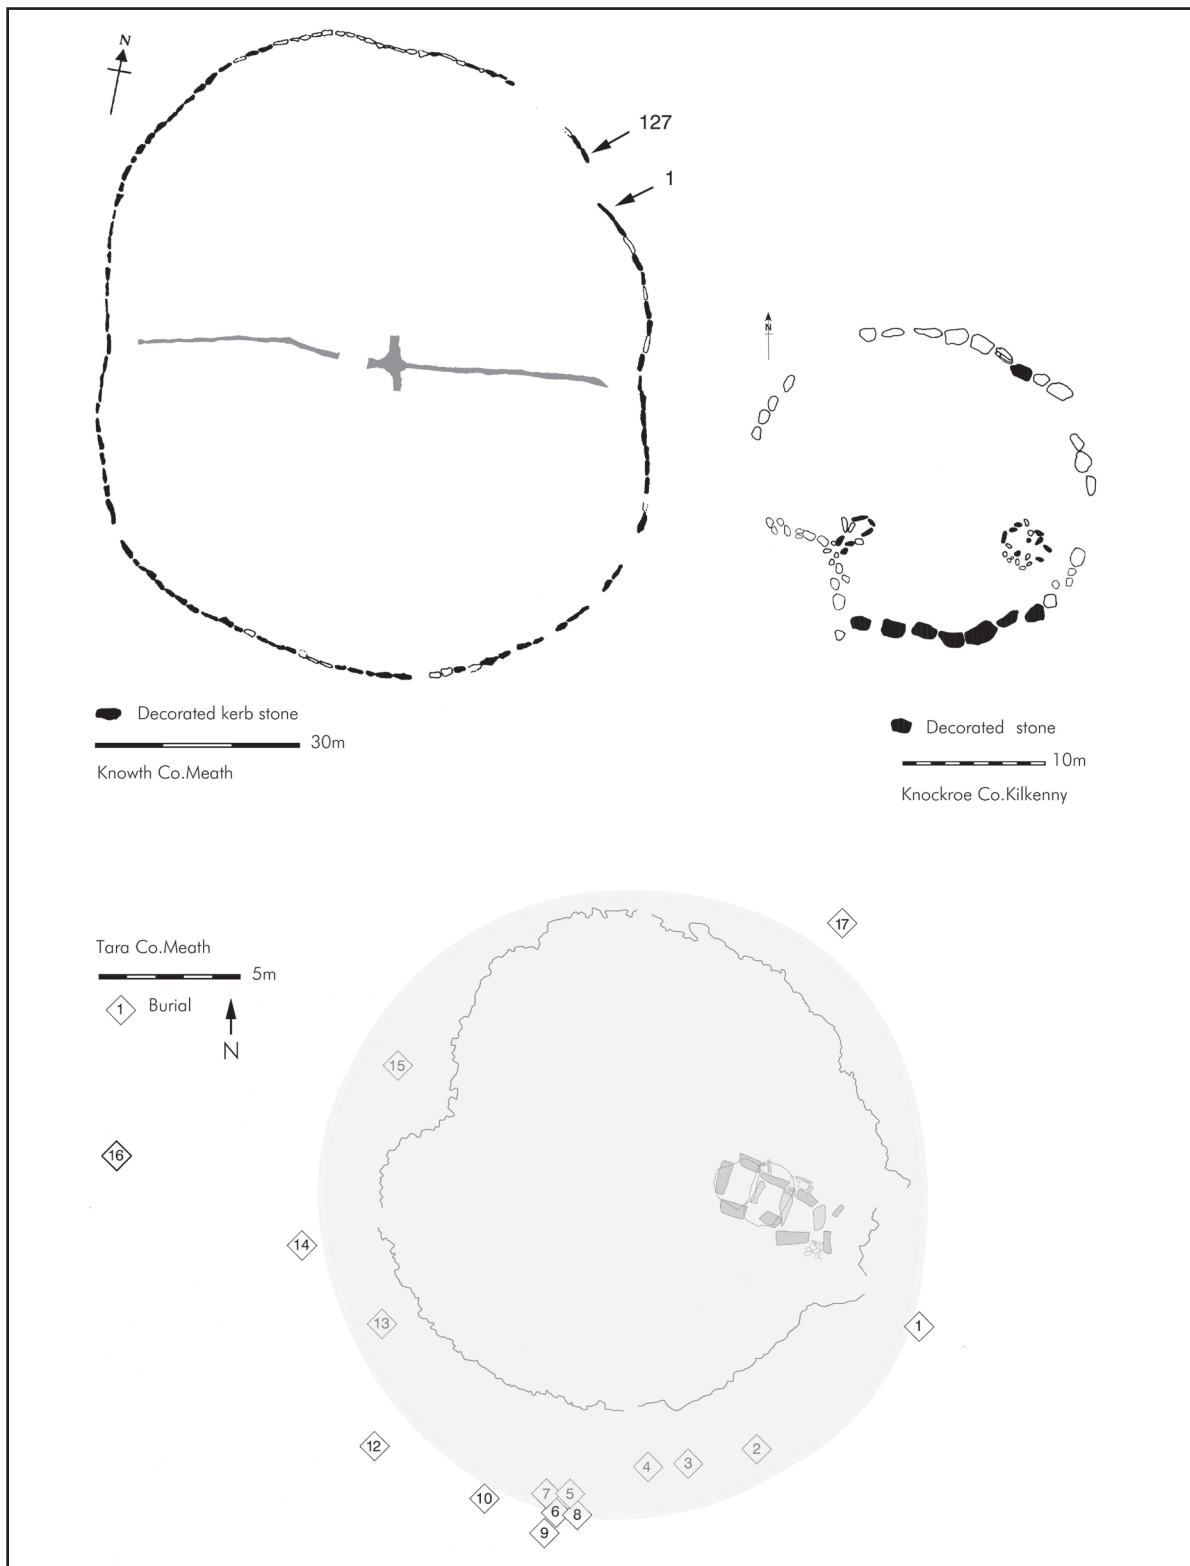 N
127
1
N
Decorated kerb stone
30m
Knowth Co.Meath
Decorated stone
10m
Knockroe Co.Kilkenny
Tara Co.Meath
5m
1 Burial
N
17
15
16
14
13
1
12
2
3
4
10
7 5
6 8
9